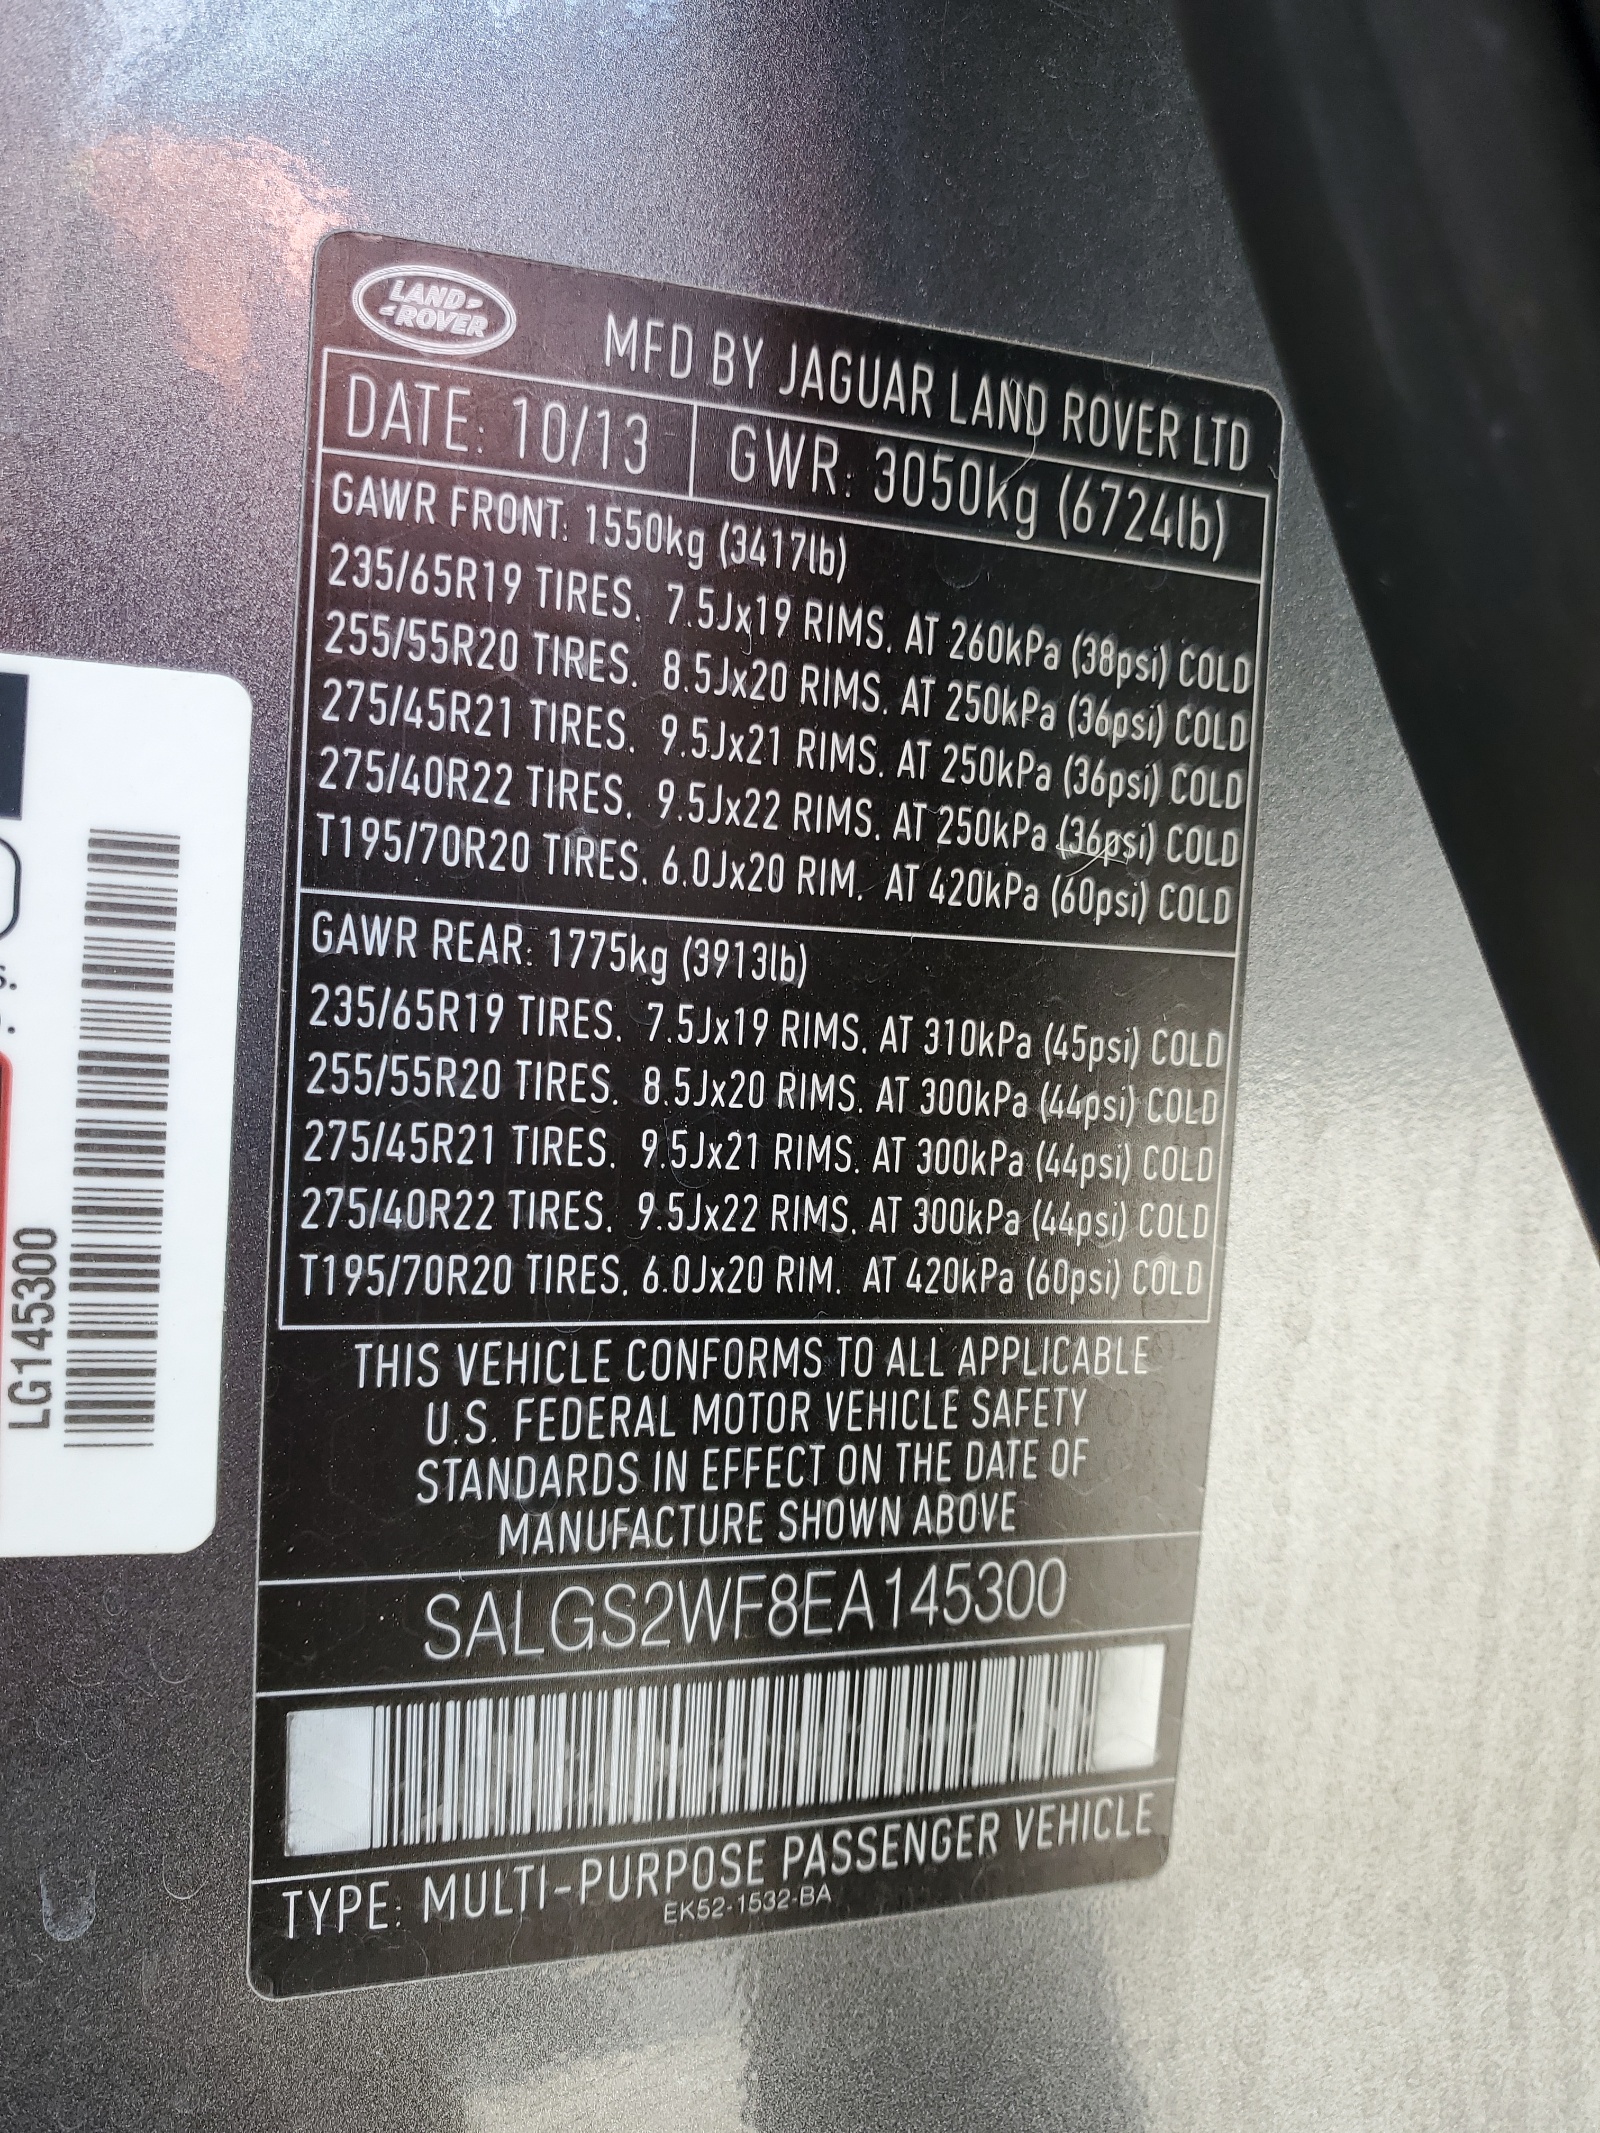 LAND
ROVER
MFD BY JAGUAR LAND ROVER LTD
DATE: 10/13 GWR: 3050kg (6724lb)
GAWR FRONT: 1550kg (3417lb)
235/65R19 TIRES. 7.5Jx19 RIMS. AT 260kPa (38psi) COLD
255/55R20 TIRES. 8.5Jx20 RIMS. AT 250kPa (36psi) COLD
275/45R21 TIRES. 9.5Jx21 RIMS. AT 250kPa (36psi) COLD
275/40R22 TIRES. 9.5Jx22 RIMS. AT 250kPa (36psi) COLD
T195/70R20 TIRES. 6.0Jx20 RIM. AT 420kPa (60psi) COLD
GAWR REAR: 1775kg (3913lb)
235/65R19 TIRES. 7.5Jx19 RIMS. AT 310kPa (45psi) COLD
255/55R20 TIRES. 8.5Jx20 RIMS. AT 300kPa (44psi) COLD
275/45R21 TIRES. 9.5Jx21 RIMS. AT 300kPa (44psi) COLD
275/40R22 TIRES. 9.5Jx22 RIMS. AT 300kPa (44psi) COLD
T195/70R20 TIRES. 6.0Jx20 RIM. AT 420kPa (60psi) COLD
THIS VEHICLE CONFORMS TO ALL APPLICABLE
U.S. FEDERAL MOTOR VEHICLE SAFETY
STANDARDS IN EFFECT ON THE DATE OF
MANUFACTURE SHOWN ABOVE
SALGS2WF8EA145300
TYPE: MULTI-PURPOSE PASSENGER VEHICLE
EK52-1532-BA
LG145300